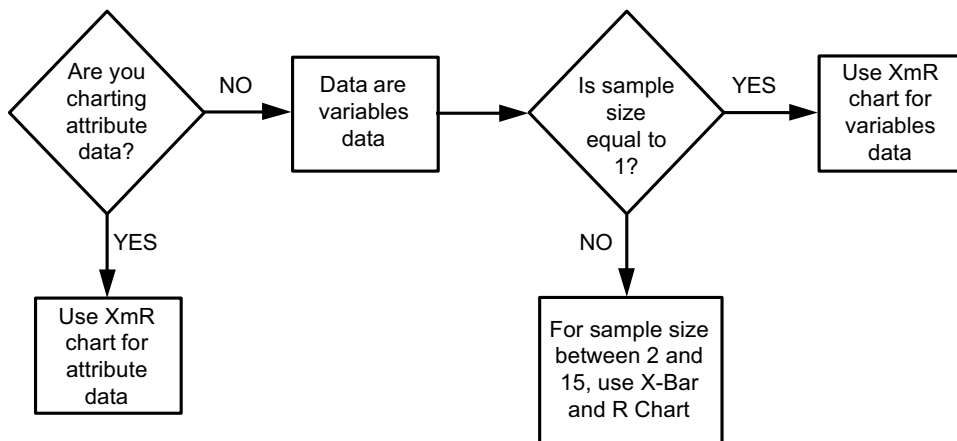 Are you
charting
attribute
data?
NO
Data are
variables
data
Is sample
size
equal to
1?
YES
Use XmR
chart for
variables
data
YES
NO
Use XmR
chart for
attribute
data
For sample size
between 2 and
15, use X-Bar
and R Chart